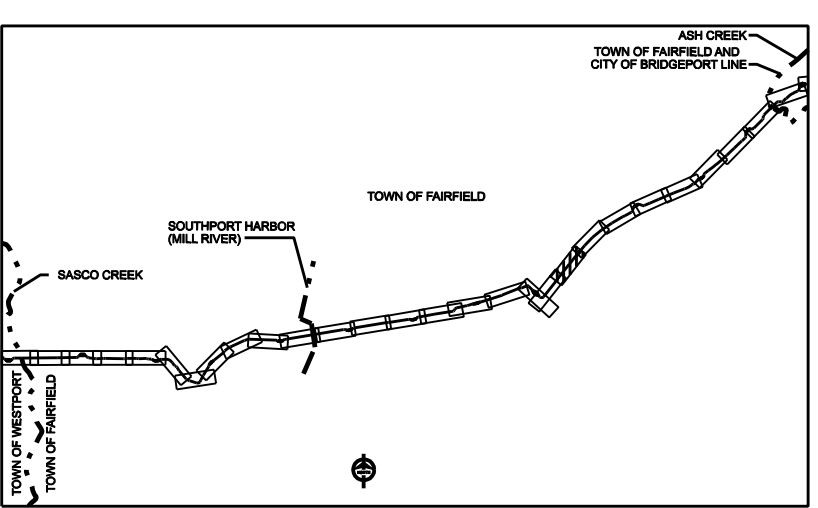 ASH CREEK
TOWN OF FAIRFIELD AND
CITY OF BRIDGEPORT LINE
TOWN OF FAIRFIELD
SOUTHPORT HARBOR
(MILL RIVER)
SASCO CREEK
TOWN OF WESTPORT
TOWN OF FAIRFIELD